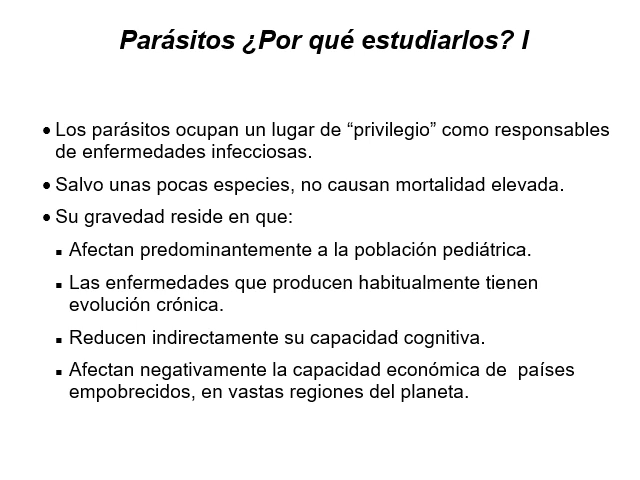 Parásitos ¿Por qué estudiarlos? I
• Los parásitos ocupan un lugar de “privilegio” como responsables
de enfermedades infecciosas.
• Salvo unas pocas especies, no causan mortalidad elevada.
• Su gravedad reside en que:
▪ Afectan predominantemente a la población pediátrica.
▪ Las enfermedades que producen habitualmente tienen
evolución crónica.
▪ Reducen indirectamente su capacidad cognitiva.
▪ Afectan negativamente la capacidad económica de  países
empobrecidos, en vastas regiones del planeta.